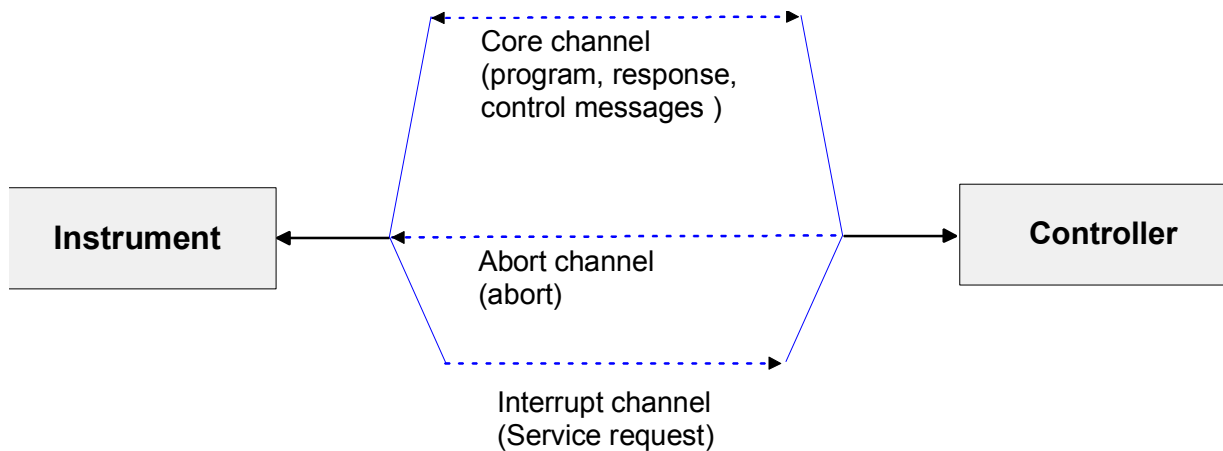 Core channel
(program, response,
control messages )
Instrument
Controller
Abort channel
(abort)
Interrupt channel
(Service request)